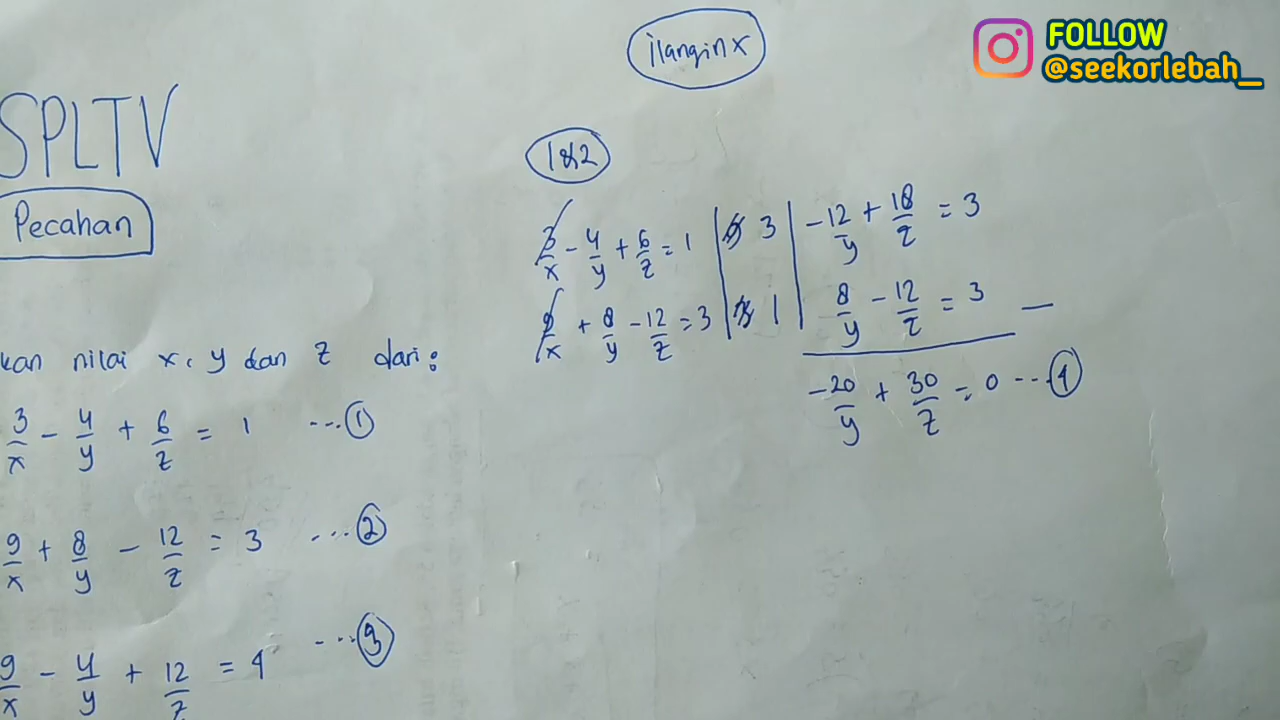 ilangin x
FOLLOW
@seekorlebah_
SPLTV
Pecahan
kan nilai x, y dan z dari:
3/x - 4/y + 6/z = 1 ...①
9/x + 8/y - 12/z = 3 ...②
9/x - 4/y + 12/z = 4 ...③
1&2
3/x - 4/y + 6/z = 1 | 3 | -12/y + 18/z = 3
9/x + 8/y - 12/z = 3 | 1 | 8/y - 12/z = 3 —
-20/y + 30/z = 0 ...④